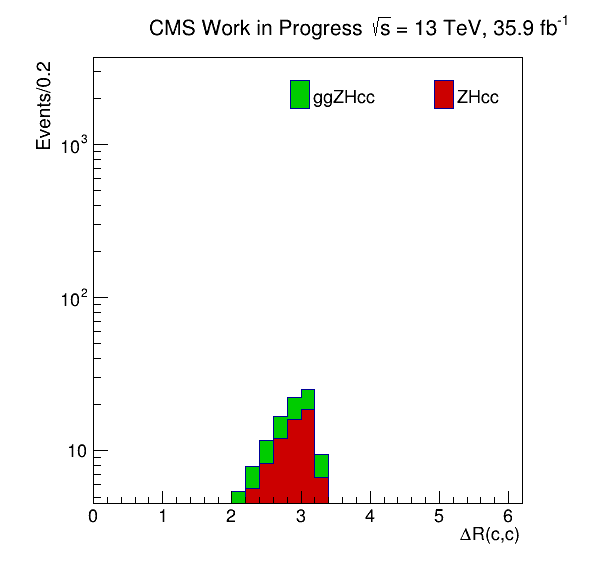 CMS Work in Progress √s = 13 TeV, 35.9 fb⁻¹
Events/0.2
ggZHcc ZHcc
10³
10²
10
0 1 2 3 4 5 6
ΔR(c,c)